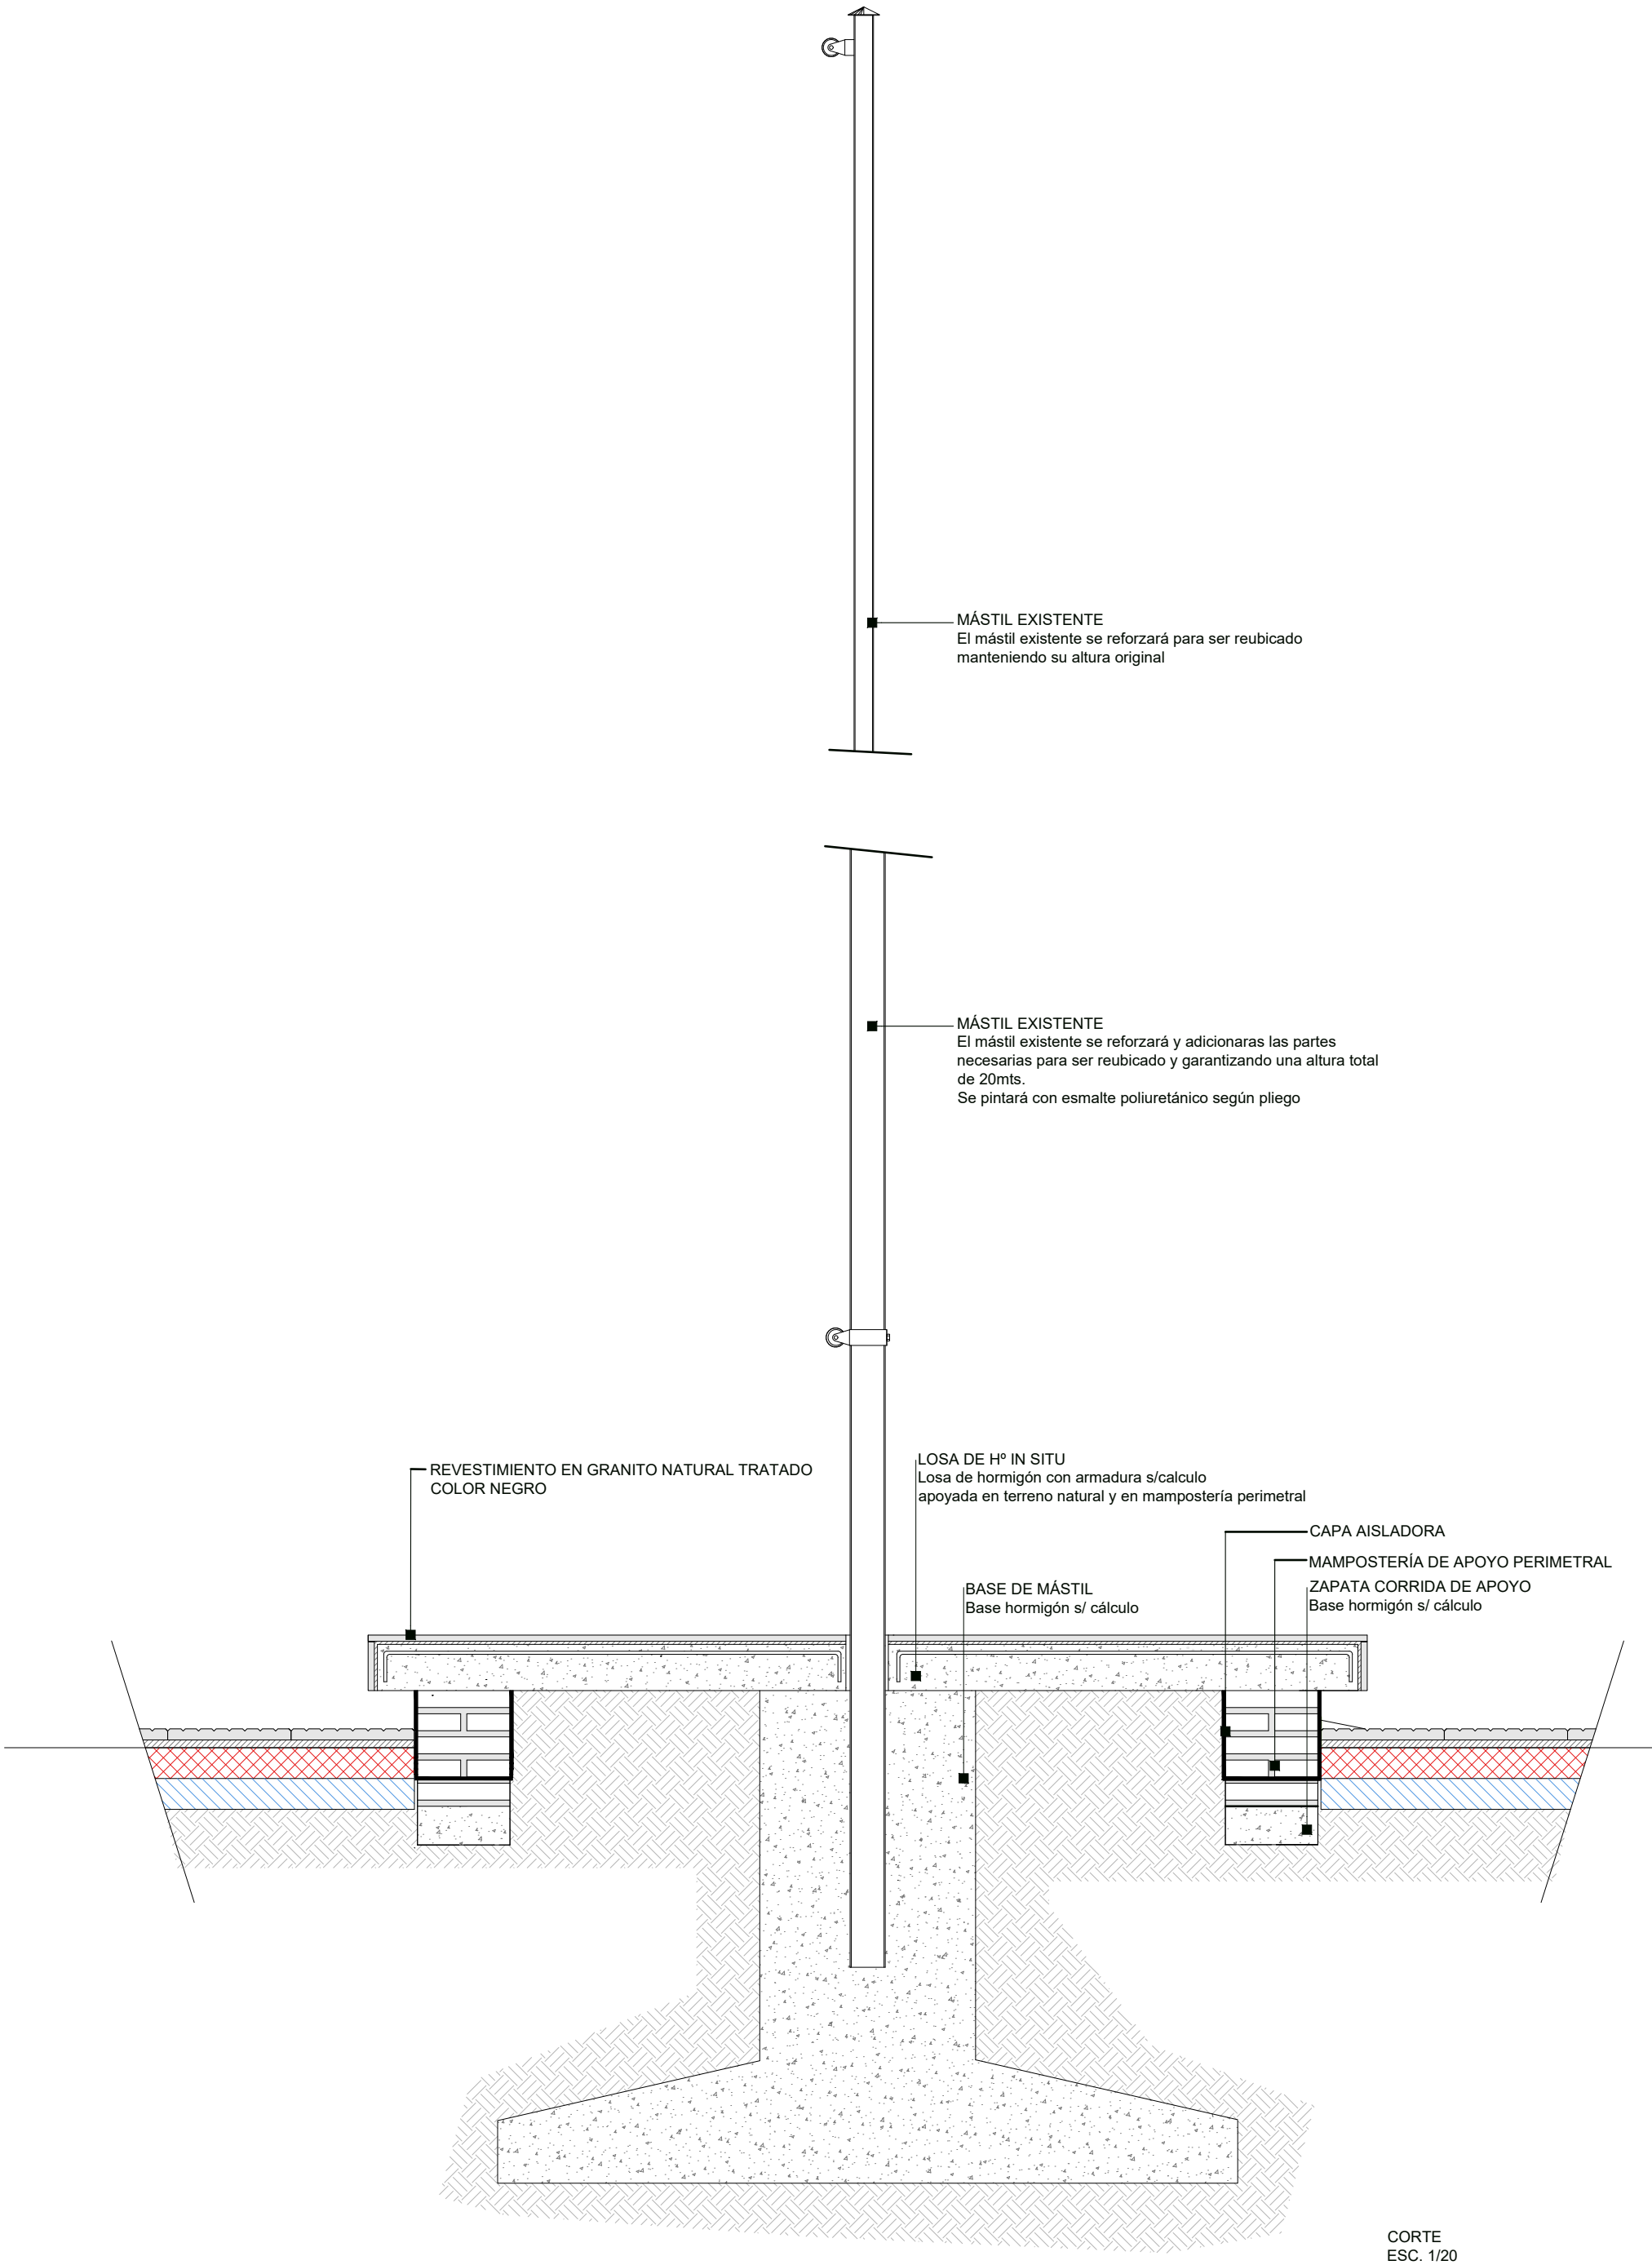 MÁSTIL EXISTENTE
El mástil existente se reforzará para ser reubicado
manteniendo su altura original
MÁSTIL EXISTENTE
El mástil existente se reforzará y adicionaras las partes
necesarias para ser reubicado y garantizando una altura total
de 20mts.
Se pintará con esmalte poliuretánico según pliego
REVESTIMIENTO EN GRANITO NATURAL TRATADO
COLOR NEGRO
LOSA DE Hº IN SITU
Losa de hormigón con armadura s/calculo
apoyada en terreno natural y en mampostería perimetral
CAPA AISLADORA
MAMPOSTERÍA DE APOYO PERIMETRAL
ZAPATA CORRIDA DE APOYO
Base hormigón s/ cálculo
BASE DE MÁSTIL
Base hormigón s/ cálculo
CORTE
ESC. 1/20